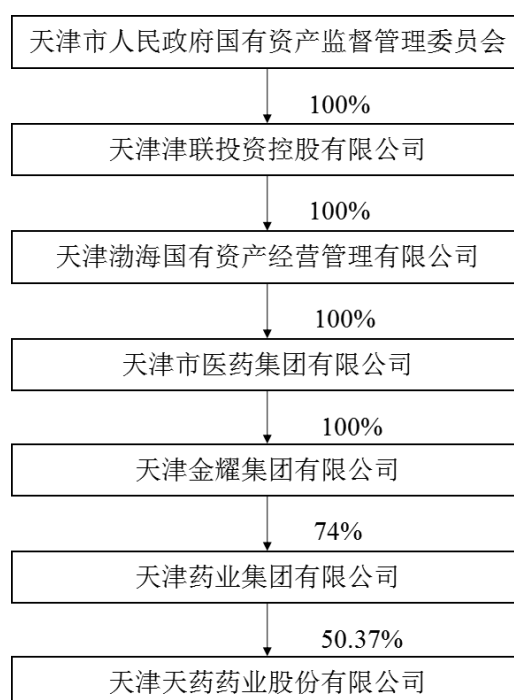 天津市人民政府国有资产监督管理委员会
100%
天津津联投资控股有限公司
100%
天津渤海国有资产经营管理有限公司
100%
天津市医药集团有限公司
100%
天津金耀集团有限公司
74%
天津药业集团有限公司
50.37%
天津天药药业股份有限公司